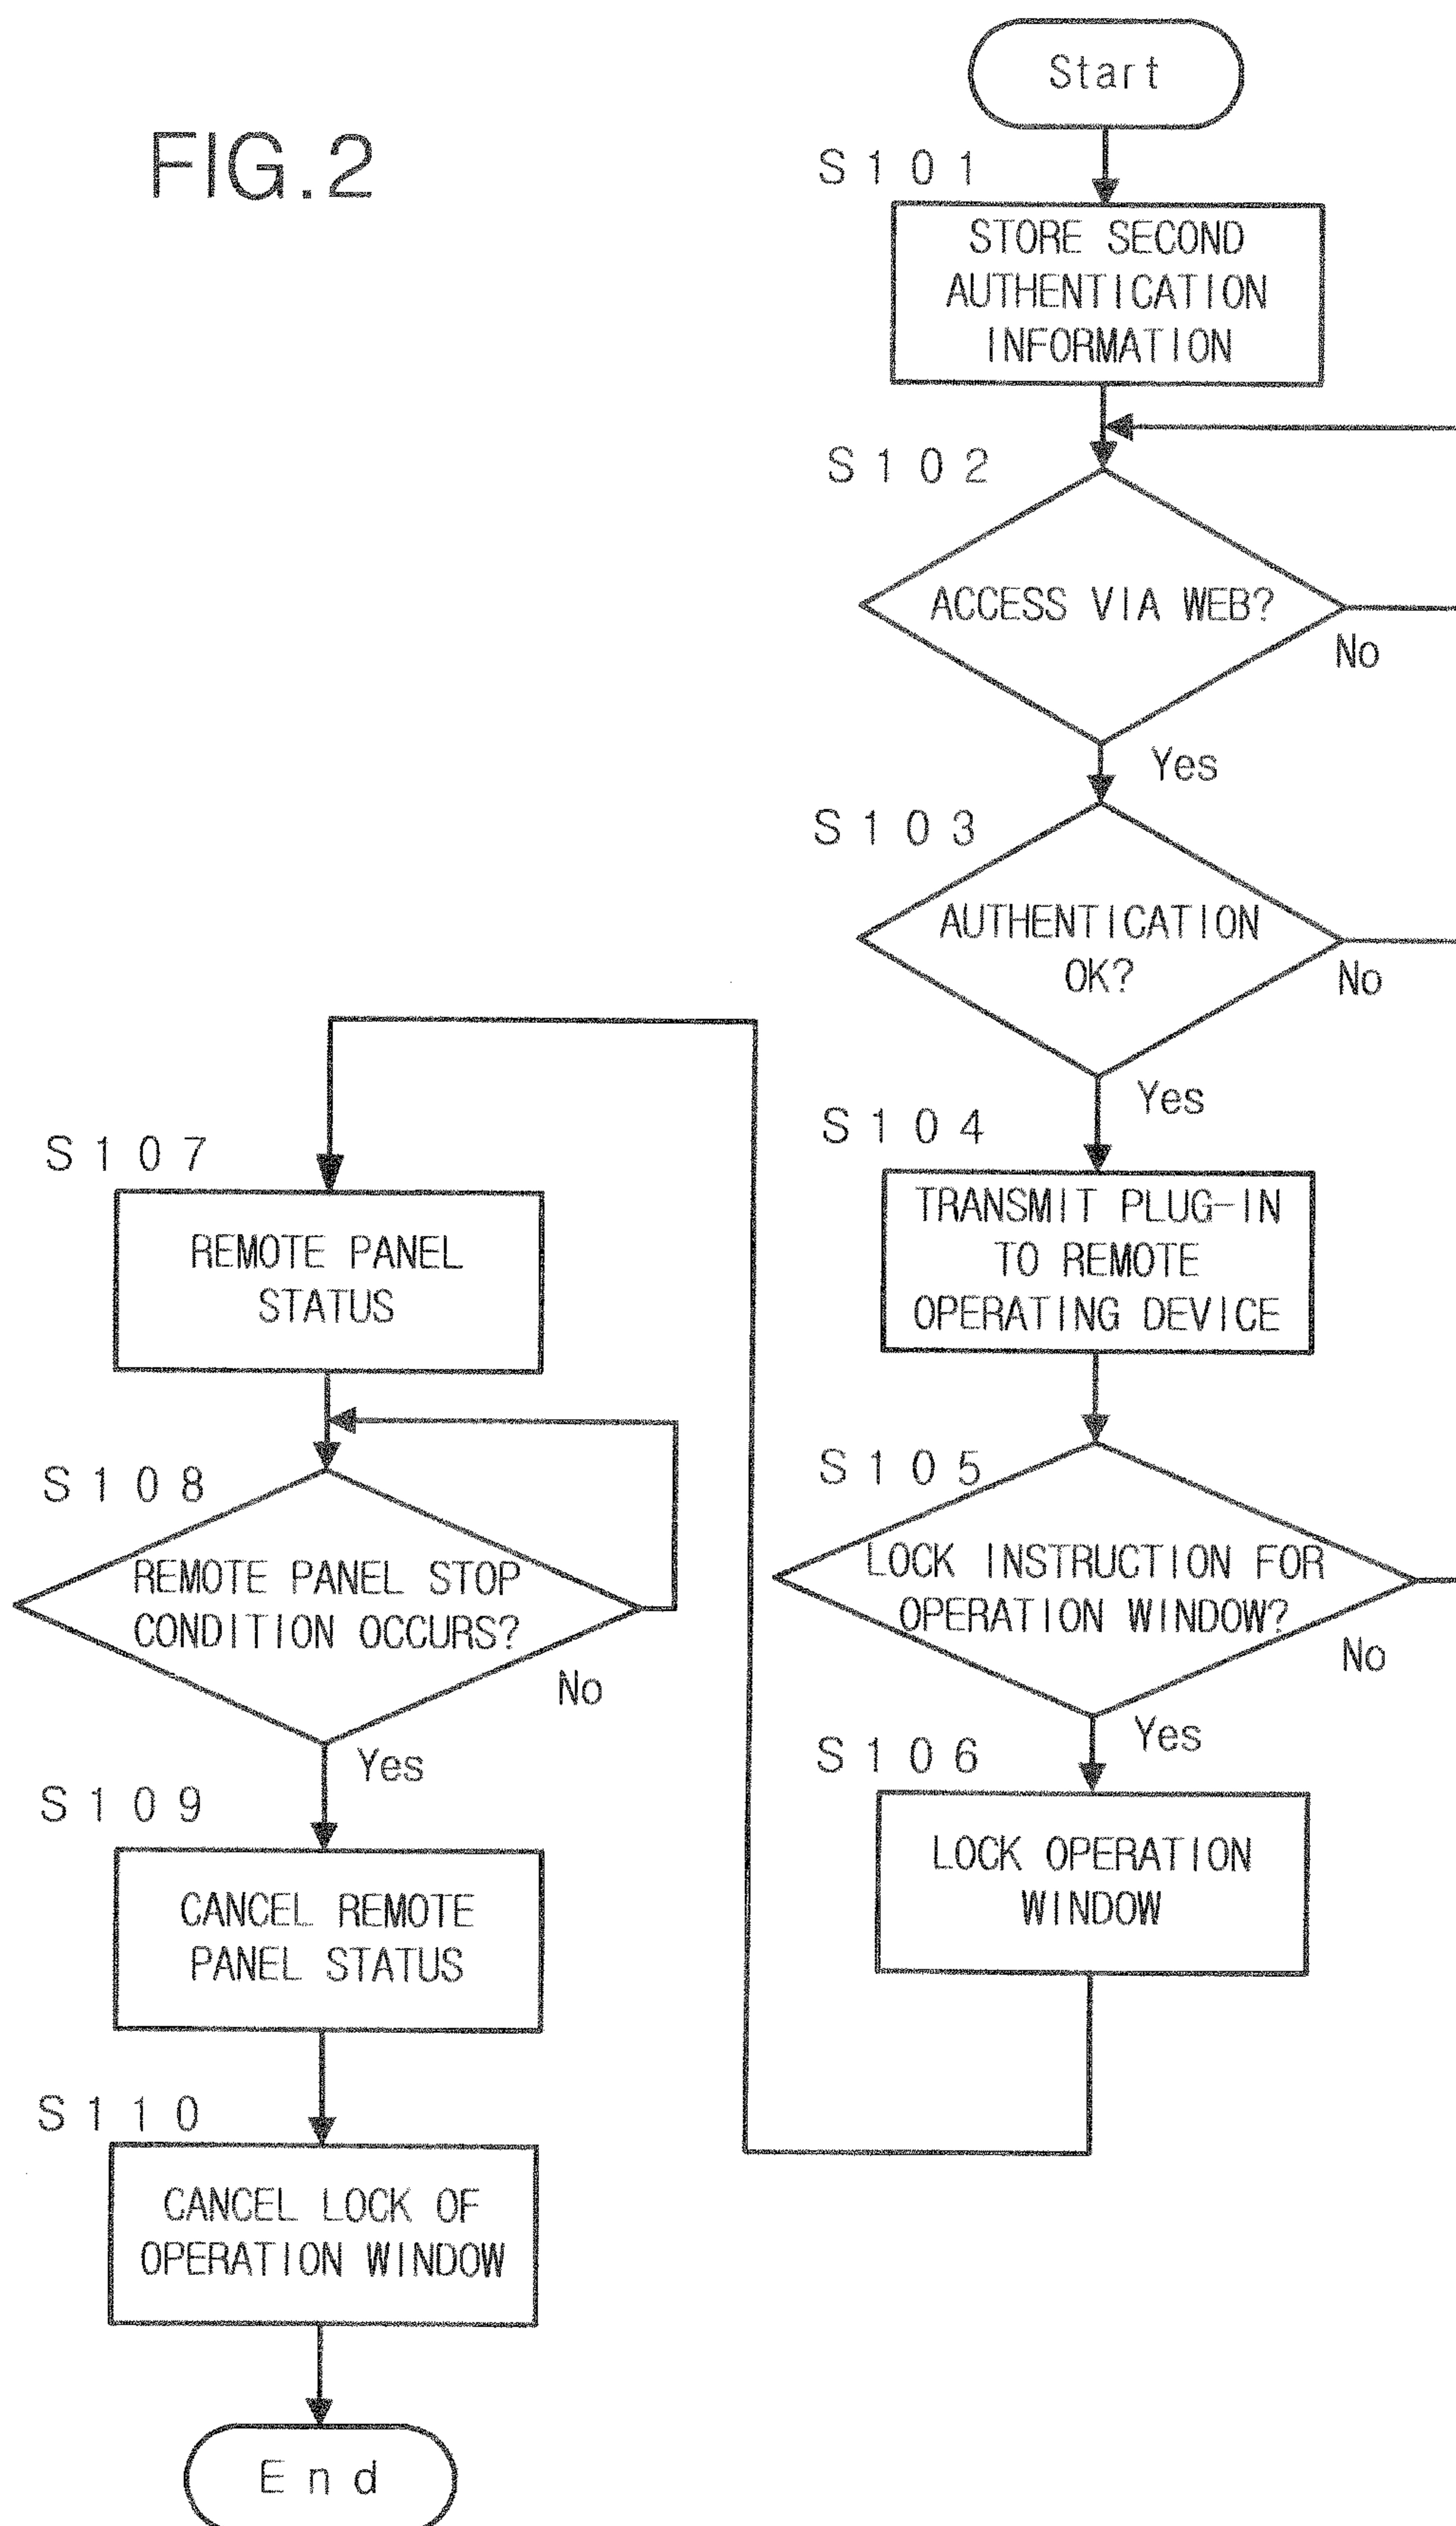 FIG.2
Start
S101
STORE SECOND
AUTHENTICATION
INFORMATION
S102
ACCESS VIA WEB?
No
Yes
S103
AUTHENTICATION
OK?
No
Yes
S104
TRANSMIT PLUG-IN
TO REMOTE
OPERATING DEVICE
S105
LOCK INSTRUCTION FOR
OPERATION WINDOW?
No
Yes
S106
LOCK OPERATION
WINDOW
S107
REMOTE PANEL
STATUS
S108
REMOTE PANEL STOP
CONDITION OCCURS?
No
Yes
S109
CANCEL REMOTE
PANEL STATUS
S110
CANCEL LOCK OF
OPERATION WINDOW
End